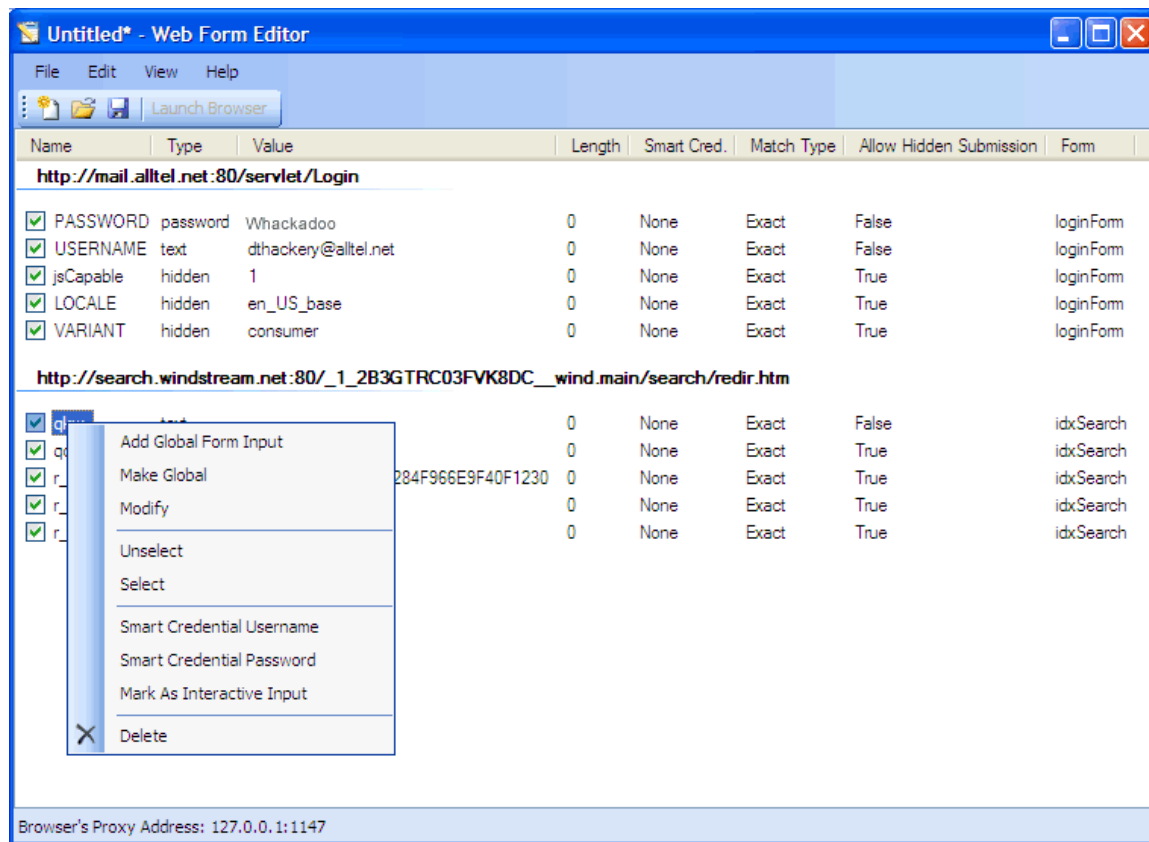 Untitled* - Web Form Editor
File Edit View Help
Launch Browser
Name Type Value Length Smart Cred. Match Type Allow Hidden Submission Form
http://mail.alltel.net:80/servlet/Login
PASSWORD password Whackadoo 0 None Exact False loginForm
USERNAME text dthackery@alltel.net 0 None Exact False loginForm
jsCapable hidden 1 0 None Exact True loginForm
LOCALE hidden en_US_base 0 None Exact True loginForm
VARIANT hidden consumer 0 None Exact True loginForm
http://search.windstream.net:80/_1_2B3GTRC03FVK8DC__wind.main/search/redir.htm
0 None Exact False idxSearch
0 None Exact True idxSearch
r_ 284F966E9F40F1230 0 None Exact True idxSearch
r_ 0 None Exact True idxSearch
r_ 0 None Exact True idxSearch
Add Global Form Input
Make Global
Modify
Unselect
Select
Smart Credential Username
Smart Credential Password
Mark As Interactive Input
Delete
Browser's Proxy Address: 127.0.0.1:1147